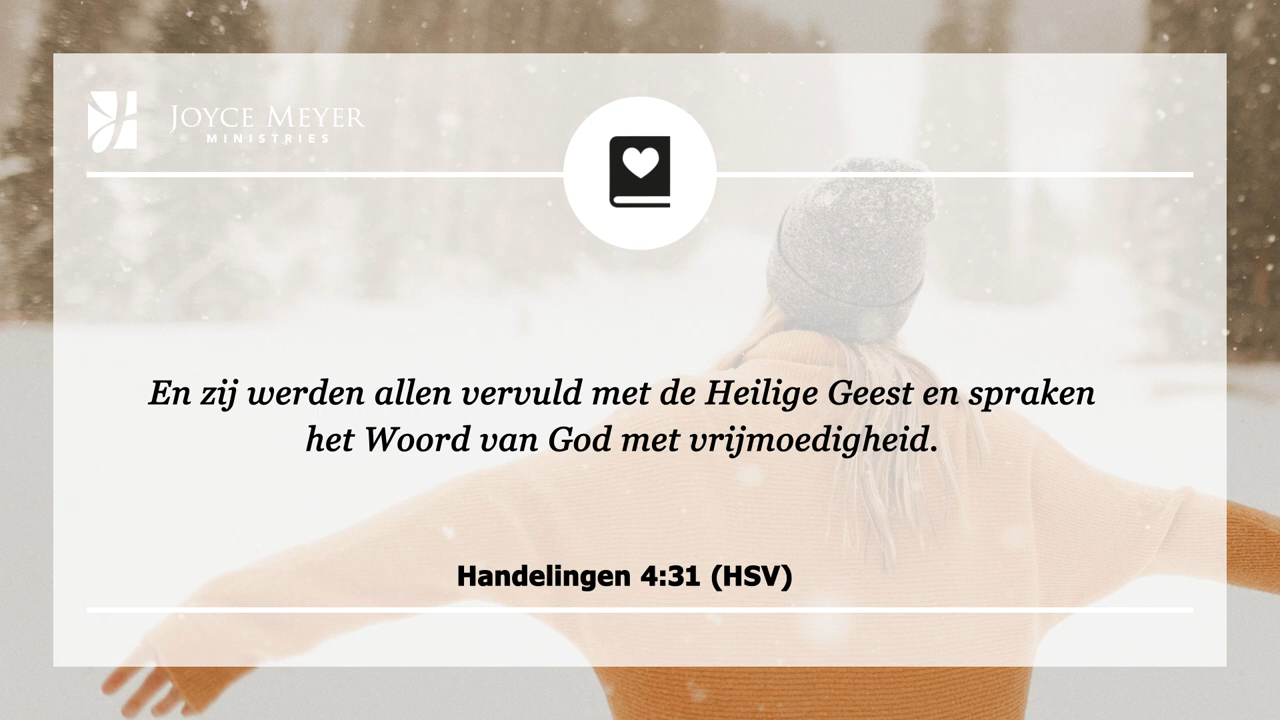 JOYCE MEYER
MINISTRIES
En zij werden allen vervuld met de Heilige Geest en spraken
het Woord van God met vrijmoedigheid.
Handelingen 4:31 (HSV)